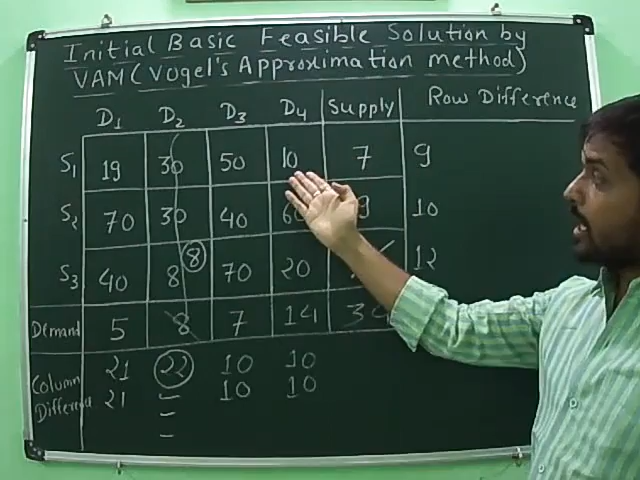 Initial Basic Feasible Solution by
VAM (Vogel's Approximation method)
D1 D2 D3 D4 Supply Row Difference
S1 19 30 50 10 7 9
S2 70 30 40 60 9 10
S3 40 8 8 70 20 12
Demand 5 8 7 14 34
Column Difference 21 22 10 10
21 – 10 10
–
–